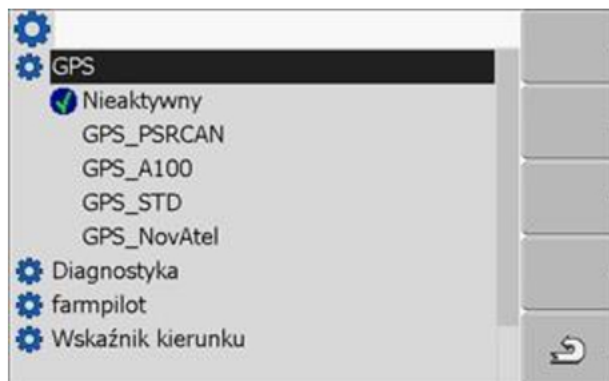 GPS
Nieaktywny
GPS_PSRCAN
GPS_A100
GPS_STD
GPS_NovAtel
Diagnostyka
farmpilot
Wskaźnik kierunku